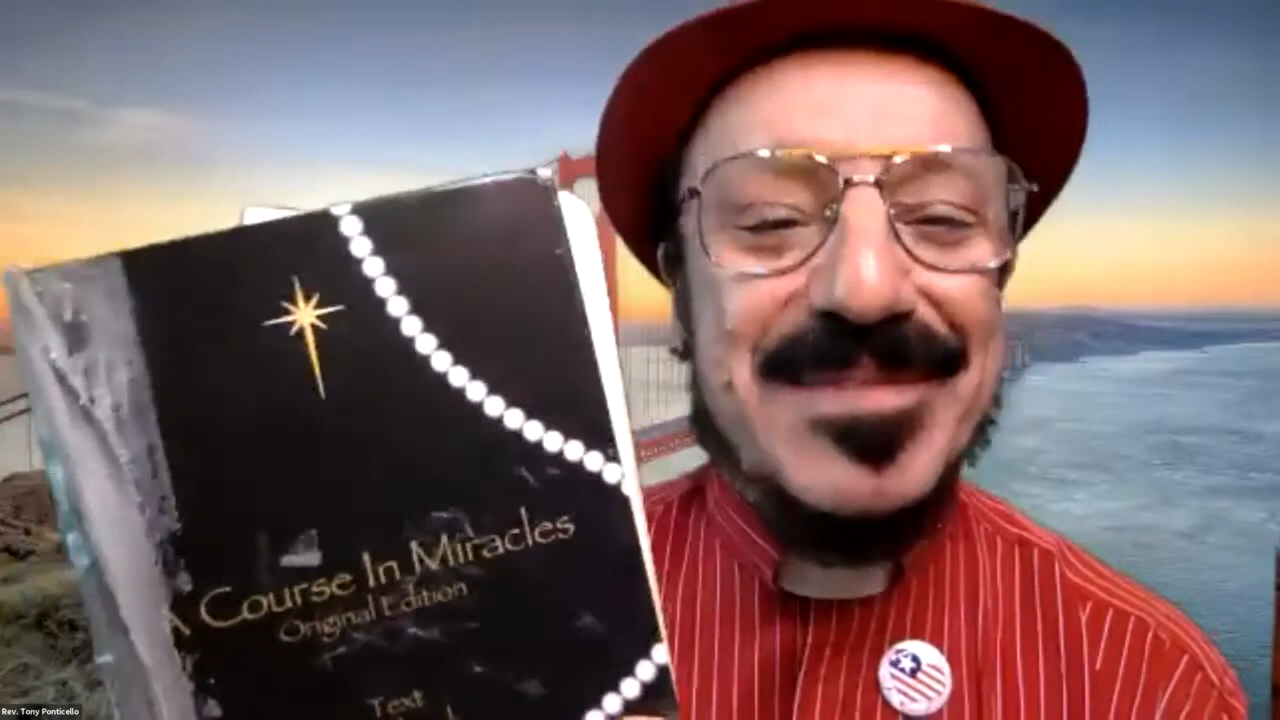 A Course In Miracles
Original Edition
Text
Rev. Tony Ponticello